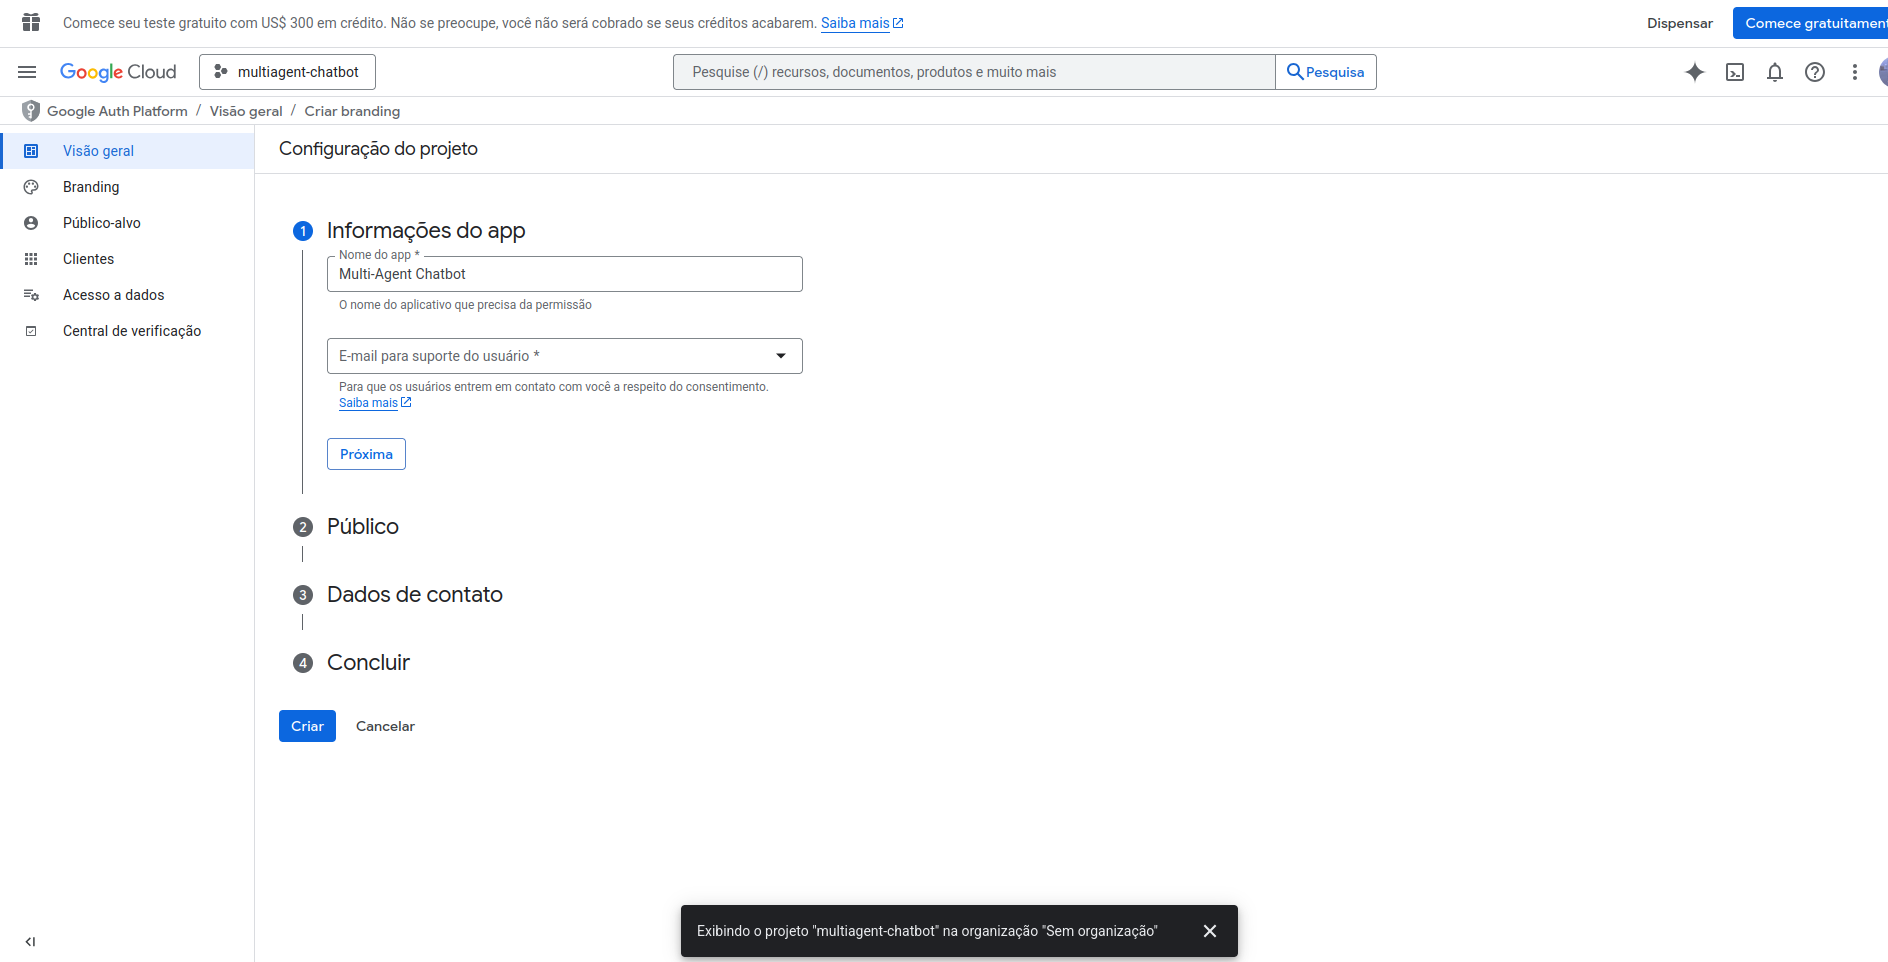 Comece seu teste gratuito com US$ 300 em crédito. Não se preocupe, você não será cobrado se seus créditos acabarem. Saiba mais
Dispensar
Google Cloud
multiagent-chatbot
Pesquise (/) recursos, documentos, produtos e muito mais
Pesquisa
Google Auth Platform / Visão geral / Criar branding
Visão geral
Branding
Público-alvo
Clientes
Acesso a dados
Central de verificação
Configuração do projeto
1 Informações do app
Nome do app *
Multi-Agent Chatbot
O nome do aplicativo que precisa da permissão
E-mail para suporte do usuário *
Para que os usuários entrem em contato com você a respeito do consentimento.
Saiba mais
Próxima
2 Público
3 Dados de contato
4 Concluir
Criar
Cancelar
Exibindo o projeto "multiagent-chatbot" na organização "Sem organização"
Comece gratuitament